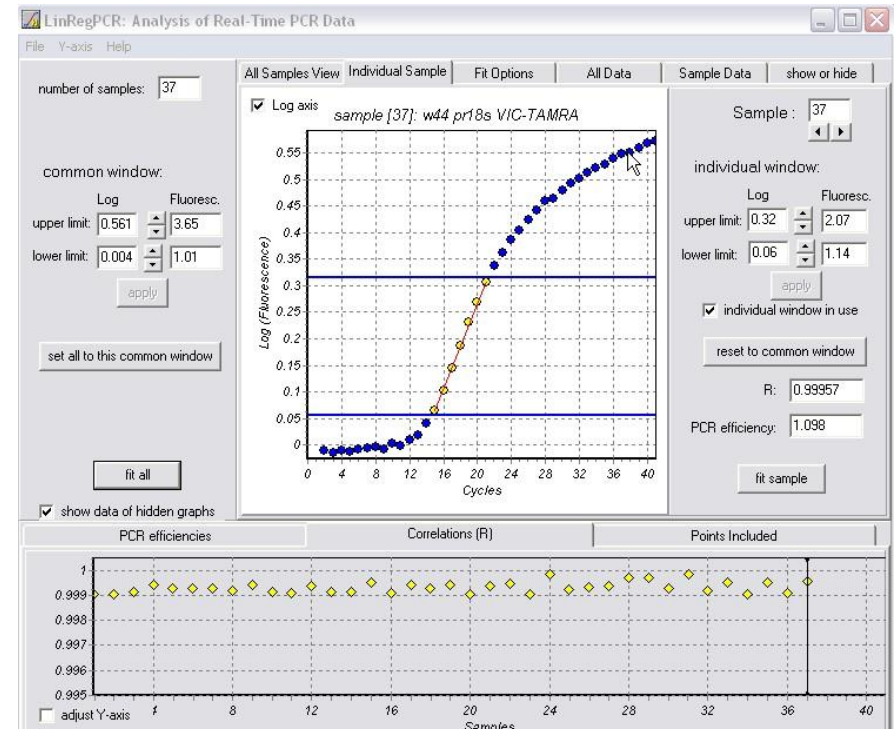 LinRegPCR: Analysis of Real-Time PCR Data
File Y-axis Help
number of samples: 37
common window:
Log Fluoresc.
upper limit: 0.561 3.65
lower limit: 0.004 1.01
apply
set all to this common window
fit all
show data of hidden graphs
All Samples View Individual Sample Fit Options All Data Sample Data show or hide
Log axis
sample [37]: w44 pr18s VIC-TAMRA
Log (Fluorescence)
0.55
0.5
0.45
0.4
0.35
0.3
0.25
0.2
0.15
0.1
0.05
0
0 4 8 12 16 20 24 28 32 36 40
Cycles
Sample : 37
individual window:
Log Fluoresc.
upper limit: 0.32 2.07
lower limit: 0.06 1.14
apply
individual window in use
reset to common window
R: 0.99957
PCR efficiency: 1.098
fit sample
PCR efficiencies Correlations (R) Points Included
1
0.999
0.998
0.997
0.996
0.995
adjust Y-axis
8 12 16 20 24 28 32 36 40
Samples